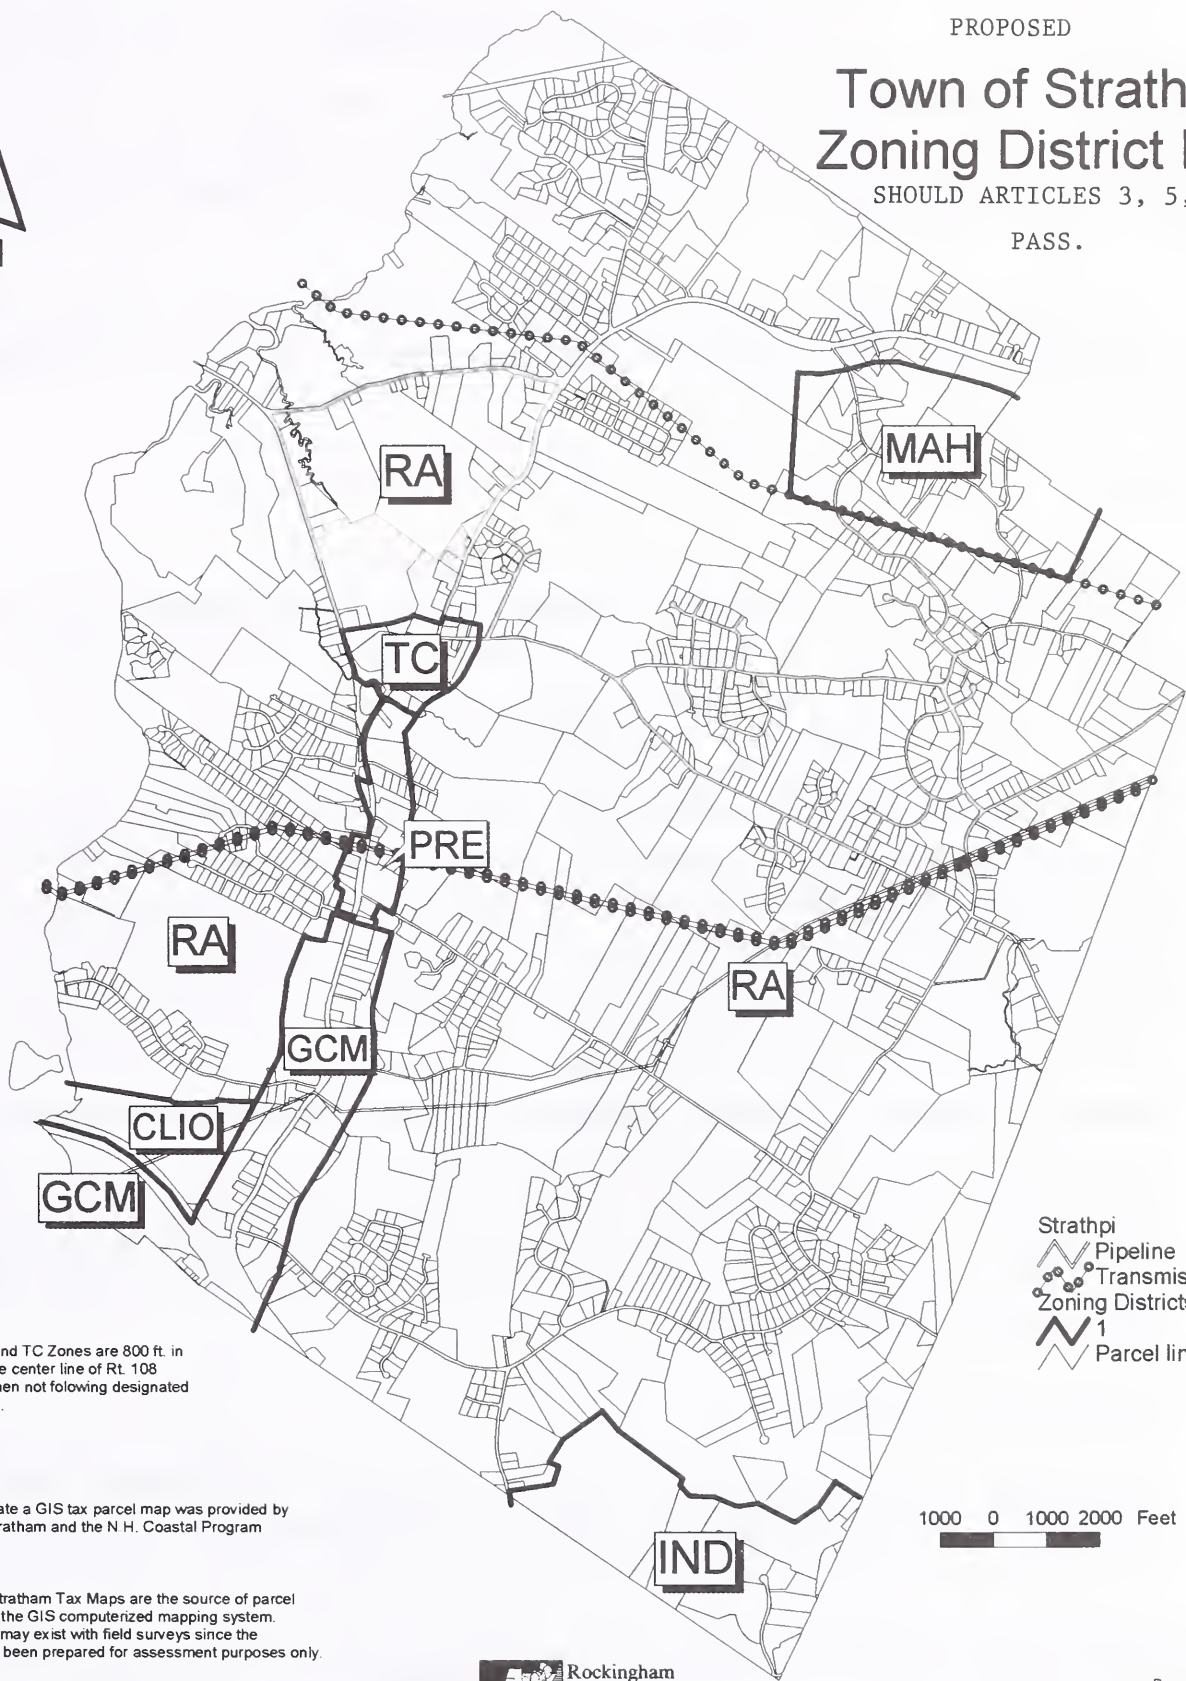 PROPOSED
Town of Strath
Zoning District
SHOULD ARTICLES 3, 5,
PASS.
MAH
RA
TC
PRE
RA
RA
GCM
CLIO
GCM
Strathpi
Pipeline
Transmis
Zoning Districts
1
Parcel lin
nd TC Zones are 800 ft. in
e center line of Rt. 108
en not folowing designated
.
ate a GIS tax parcel map was provided by
ratham and the N.H. Coastal Program
1000 0 1000 2000 Feet
IND
tratham Tax Maps are the source of parcel
the GIS computerized mapping system.
may exist with field surveys since the
been prepared for assessment purposes only.
Rockingham